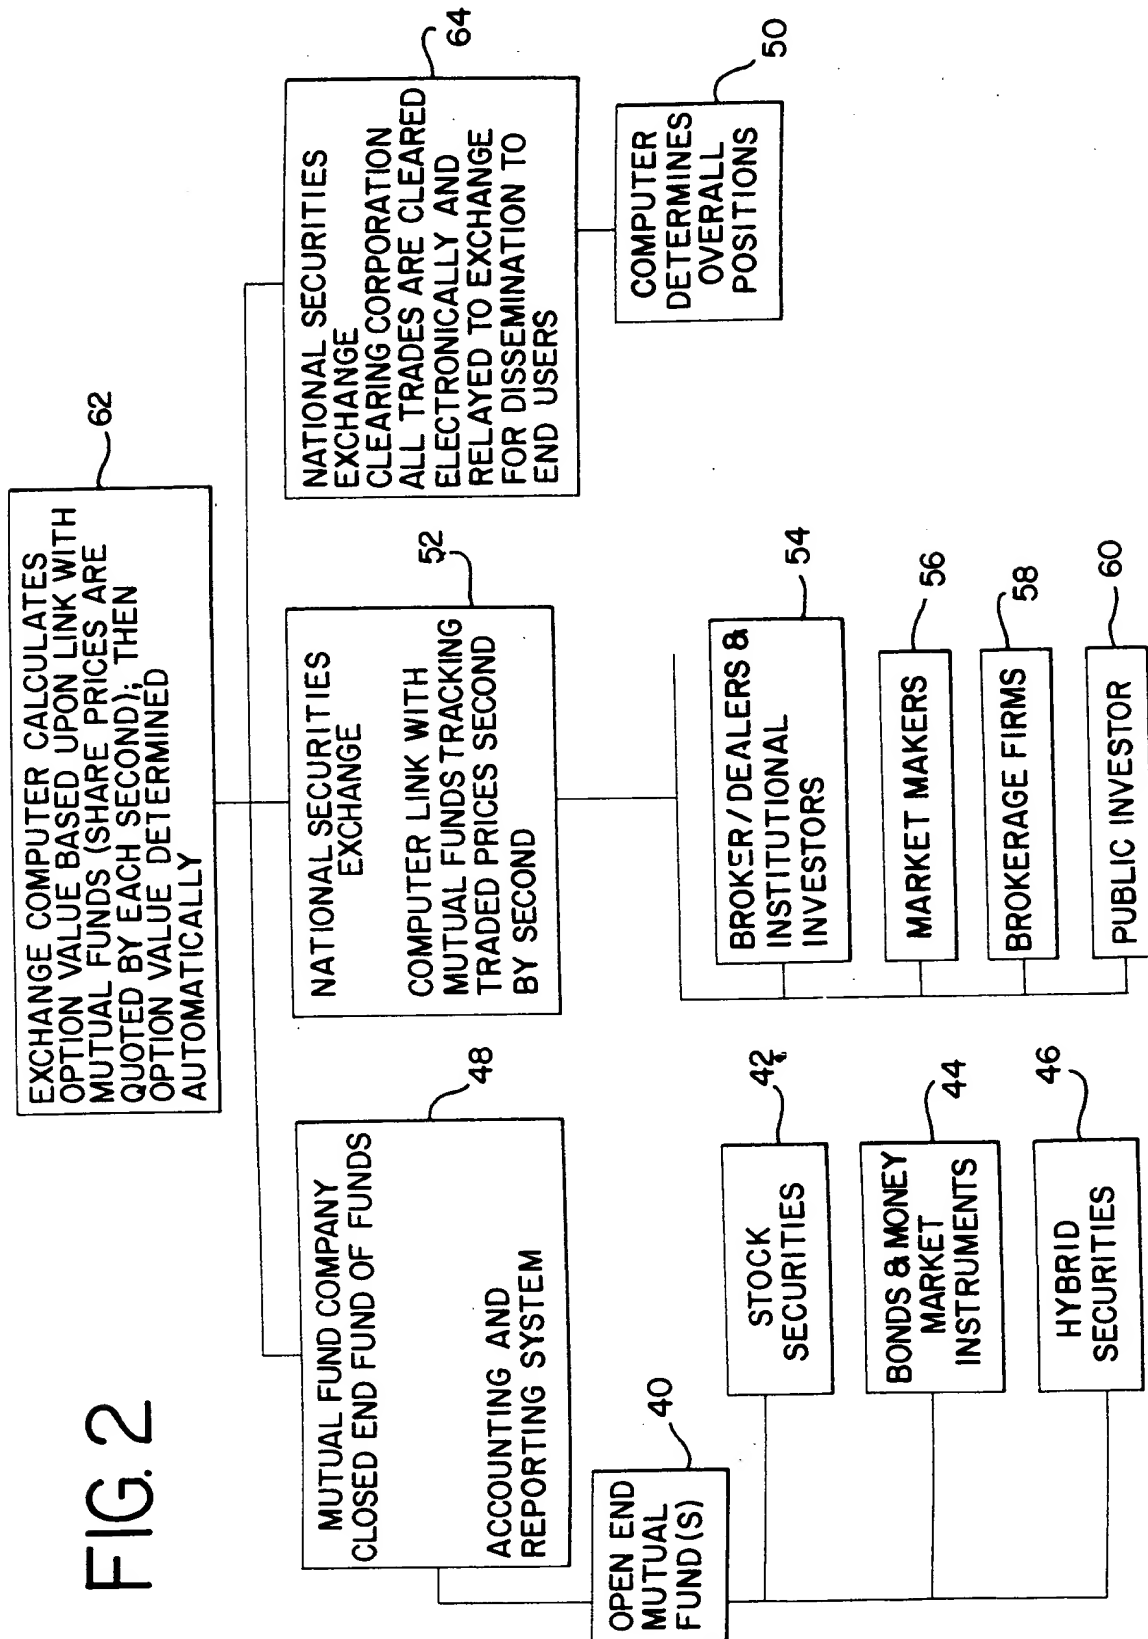 FIG. 2
EXCHANGE COMPUTER CALCULATES
OPTION VALUE BASED UPON LINK WITH
MUTUAL FUNDS (SHARE PRICES ARE
QUOTED BY EACH SECOND); THEN
OPTION VALUE DETERMINED
AUTOMATICALLY
62
MUTUAL FUND COMPANY
CLOSED END FUND OF FUNDS
ACCOUNTING AND
REPORTING SYSTEM
48
NATIONAL SECURITIES
EXCHANGE
COMPUTER LINK WITH
MUTUAL FUNDS TRACKING
TRADED PRICES SECOND
BY SECOND
52
NATIONAL SECURITIES
EXCHANGE
CLEARING CORPORATION
ALL TRADES ARE CLEARED
ELECTRONICALLY AND
RELAYED TO EXCHANGE
FOR DISSEMINATION TO
END USERS
64
OPEN END
MUTUAL
FUND(S)
40
STOCK
SECURITIES
42
BONDS & MONEY
MARKET
INSTRUMENTS
44
HYBRID
SECURITIES
46
BROKER/DEALERS &
INSTITUTIONAL
INVESTORS
54
MARKET MAKERS
56
BROKERAGE FIRMS
58
PUBLIC INVESTOR
60
COMPUTER
DETERMINES
OVERALL
POSITIONS
50